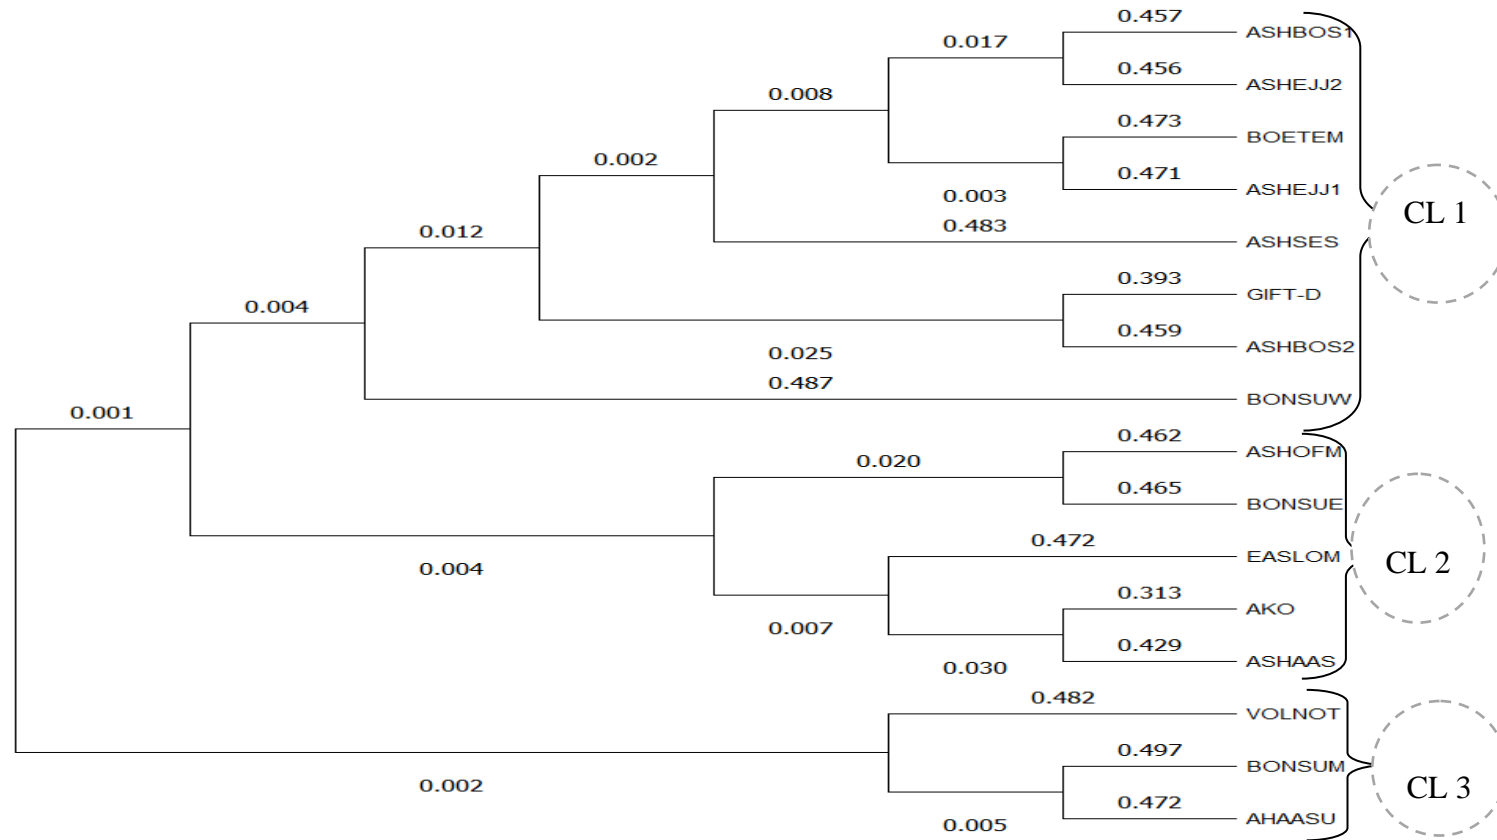 0.457
ASHBOS1
0.017
0.456
ASHEJJ2
0.008
0.473
BOETEM
0.002
0.471
ASHEJJ1
0.003
CL 1
0.012
0.483
ASHSES
0.393
GIFT-D
0.004
0.459
ASHBOS2
0.025
0.487
BONSUW
0.001
0.462
ASHOFM
0.020
0.465
BONSUE
0.472
EASLOM
CL 2
0.004
0.313
AKO
0.007
0.429
ASHAAS
0.030
0.482
VOLNOT
0.497
BONSUM
0.002
CL 3
0.472
AHAASU
0.005